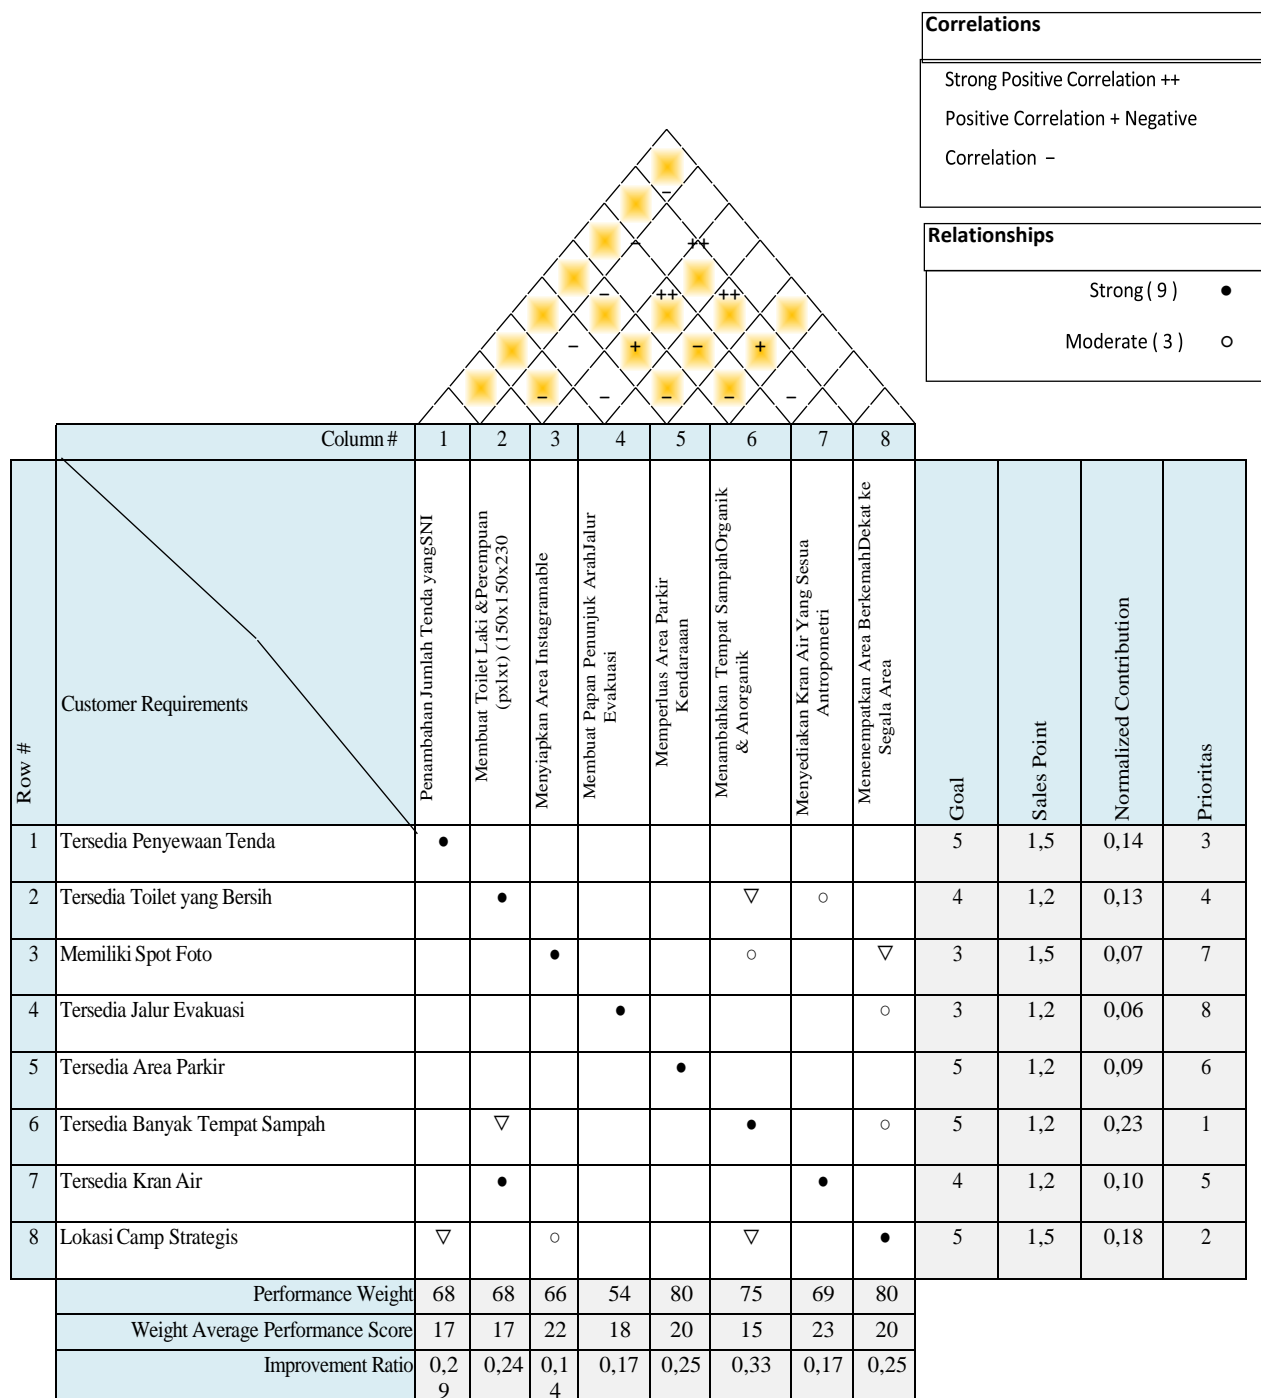 Correlations
Strong Positive Correlation ++
Positive Correlation + Negative
Correlation −
Relationships
Strong ( 9 ) ●
Moderate ( 3 ) ○
−
− ++
− ++ ++
− + − +
− − − − −
Column # 1 2 3 4 5 6 7 8
Row #
Customer Requirements
Penambahan Jumlah Tenda yangSNI
Membuat Toilet Laki &Perempuan
(pxlxt) (150x150x230
Menyiapkan Area Instagramable
Membuat Papan Penunjuk ArahJalur
Evakuasi
Memperluas Area Parkir
Kendaraaan
Menambahkan Tempat SampahOrganik
& Anorganik
Menyediakan Kran Air Yang Sesua
Antropometri
Menenempatkan Area BerkemahDekat ke
Segala Area
Goal
Sales Point
Normalized Contribution
Prioritas
1 Tersedia Penyewaan Tenda ● 5 1,5 0,14 3
2 Tersedia Toilet yang Bersih ● ▽ ○ 4 1,2 0,13 4
3 Memiliki Spot Foto ● ○ ▽ 3 1,5 0,07 7
4 Tersedia Jalur Evakuasi ● ○ 3 1,2 0,06 8
5 Tersedia Area Parkir ● 5 1,2 0,09 6
6 Tersedia Banyak Tempat Sampah ▽ ● ○ 5 1,2 0,23 1
7 Tersedia Kran Air ● ● 4 1,2 0,10 5
8 Lokasi Camp Strategis ▽ ○ ▽ ● 5 1,5 0,18 2
Performance Weight 68 68 66 54 80 75 69 80
Weight Average Performance Score 17 17 22 18 20 15 23 20
Improvement Ratio 0,2 0,24 0,1 0,17 0,25 0,33 0,17 0,25
9 4